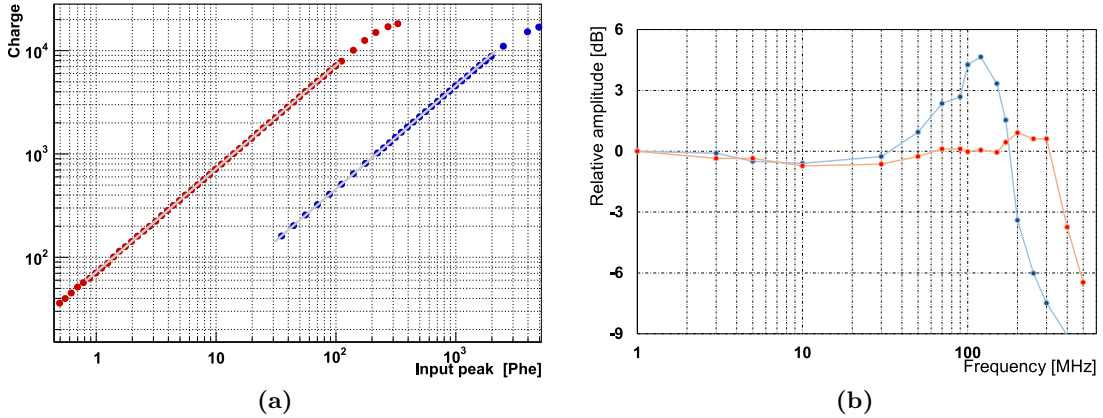 Charge
10^4
10^3
10^2
1
10
10^2
10^3
Input peak [Phe]
(a)
Relative amplitude [dB]
6
3
0
-3
-6
-9
1
10
100
Frequency [MHz]
(b)